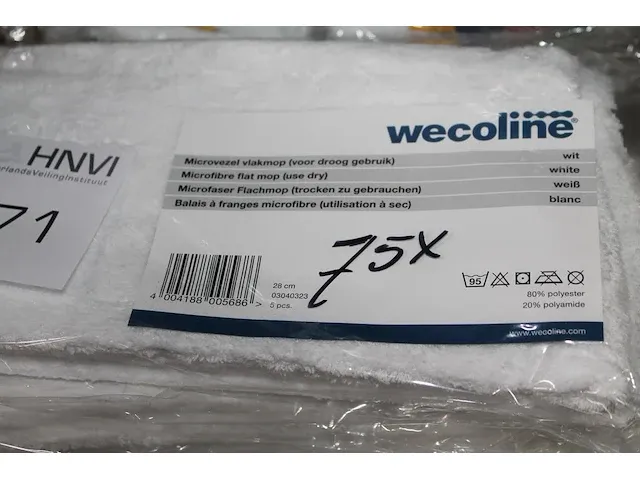 HNVI
erlandsVeilingInstituut
71
wecoline®
Microvezel vlakmop (voor droog gebruik) wit
Microfibre flat mop (use dry) white
Microfaser Flachmop (trocken zu gebrauchen) weiß
Balais à franges microfibre (utilisation à sec) blanc
75x
28 cm
03040323
5 pcs.
4 004188 005686 >
95
80% polyester
20% polyamide
www.wecoline.com